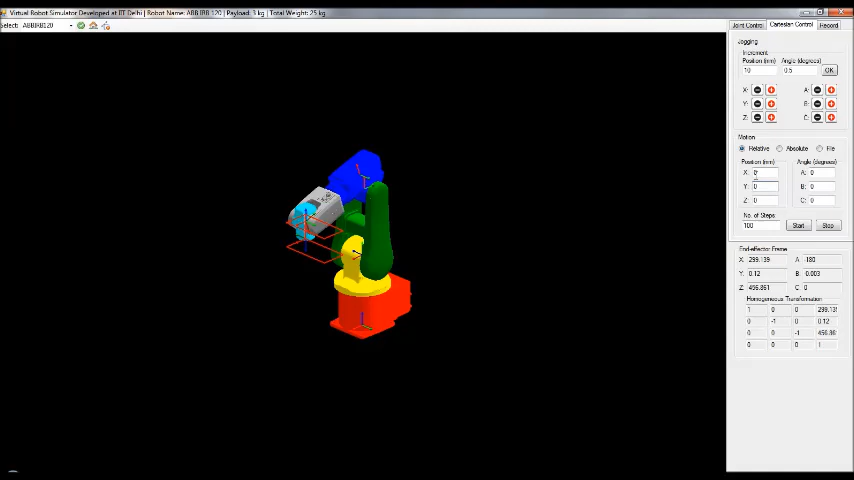 Virtual Robot Simulator Developed at IIT Delhi | Robot Name: ABB IRB 120 | Payload: 3 kg | Total Weight: 25 kg
Select: ABBIRB120
Joint Control Cartesian Control Record
Jogging
Increment
Position (mm) Angle (degrees)
10 0.5 OK
X: A:
Y: B:
Z: C:
Motion
Relative Absolute File
Position (mm) Angle (degrees)
X: 0 A: 0
Y: 0 B: 0
Z: 0 C: 0
No. of Steps
100 Start Stop
End-effector Frame
X 299.139 A -180
Y 0.12 B 0.003
Z 0
Homogeneous Transformation
1 0 0 299.13
0 -1 0 0.12
0 0 -1
0 0 0 1